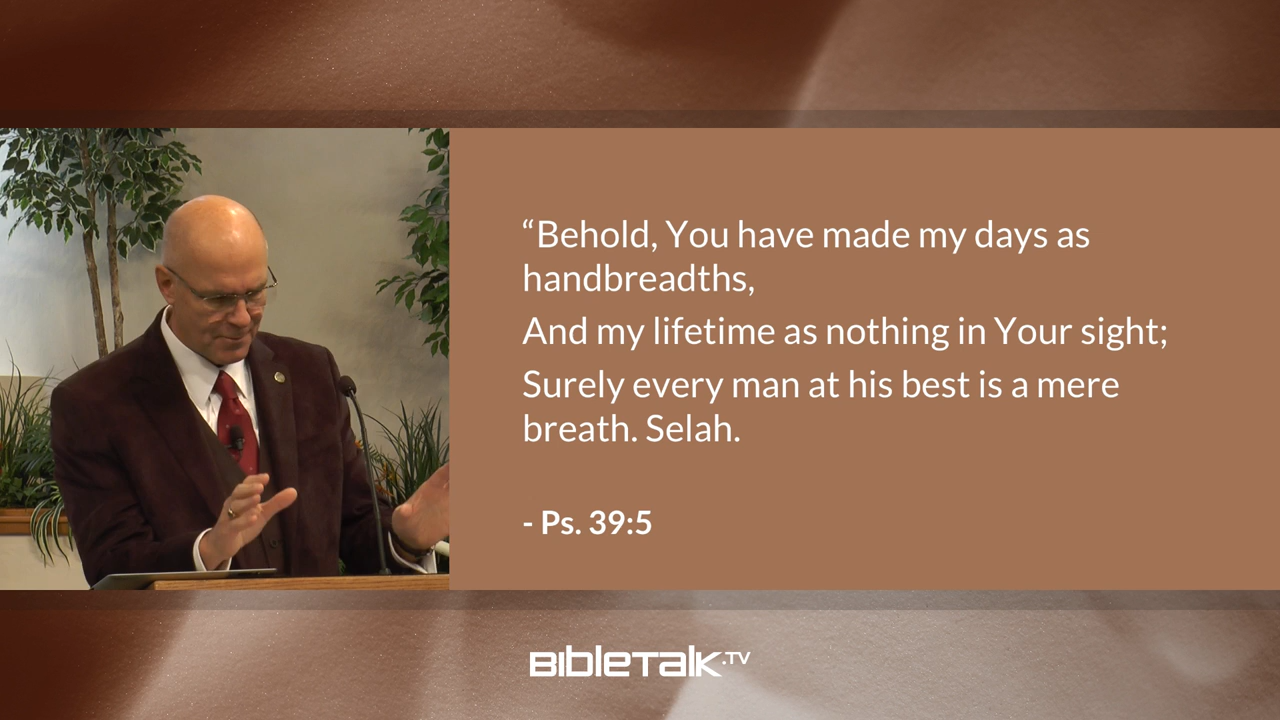 “Behold, You have made my days as
handbreadths,
And my lifetime as nothing in Your sight;
Surely every man at his best is a mere
breath. Selah.
- Ps. 39:5
BibleTalk.TV